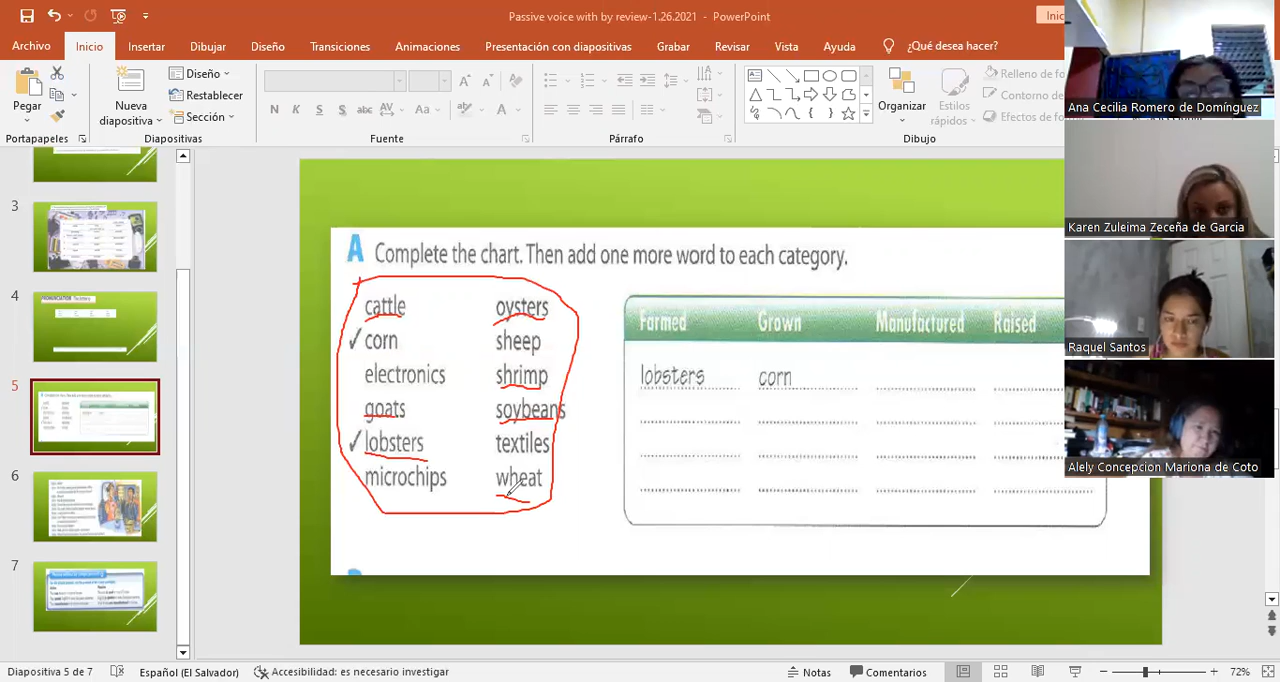 Passive voice with by review-1.26.2021 - PowerPoint
Inic
Archivo Inicio Insertar Dibujar Diseño Transiciones Animaciones Presentación con diapositivas Grabar Revisar Vista Ayuda ¿Qué desea hacer?
Pegar
Nueva diapositiva
Diseño
Restablecer
Sección
N K S S abc AV Aa A
Organizar
Estilos rápidos
Relleno de fo
Contorno de
Efectos de fo
Portapapeles Diapositivas Fuente Párrafo Dibujo
Ana Cecilia Romero de Domínguez
Karen Zuleima Zeceña de Garcia
Raquel Santos
Alely Concepcion Mariona de Coto
3
4
5
6
7
A Complete the chart. Then add one more word to each category.
cattle oysters
✓ corn sheep
electronics shrimp
goats soybeans
✓ lobsters textiles
microchips wheat
Farmed Grown Manufactured Raised
lobsters corn
Diapositiva 5 de 7 Español (El Salvador) Accesibilidad: es necesario investigar Notas Comentarios 72%